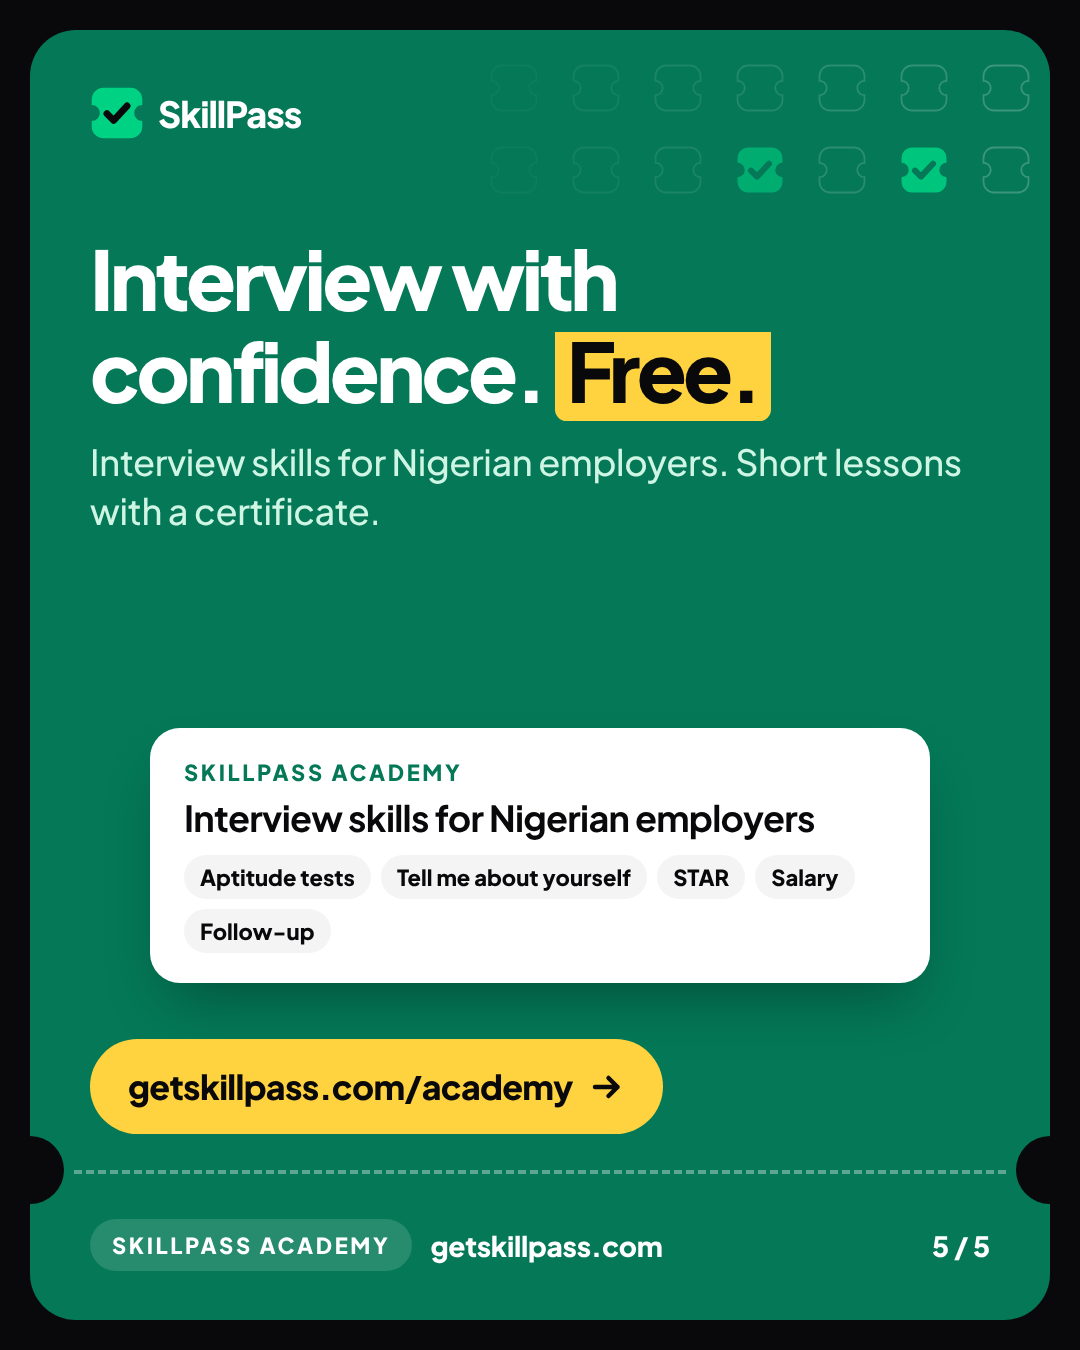 SkillPass
Interview with
confidence. Free.
Interview skills for Nigerian employers. Short lessons
with a certificate.
SKILLPASS ACADEMY
Interview skills for Nigerian employers
Aptitude tests Tell me about yourself STAR Salary
Follow-up
getskillpass.com/academy →
SKILLPASS ACADEMY getskillpass.com 5 / 5